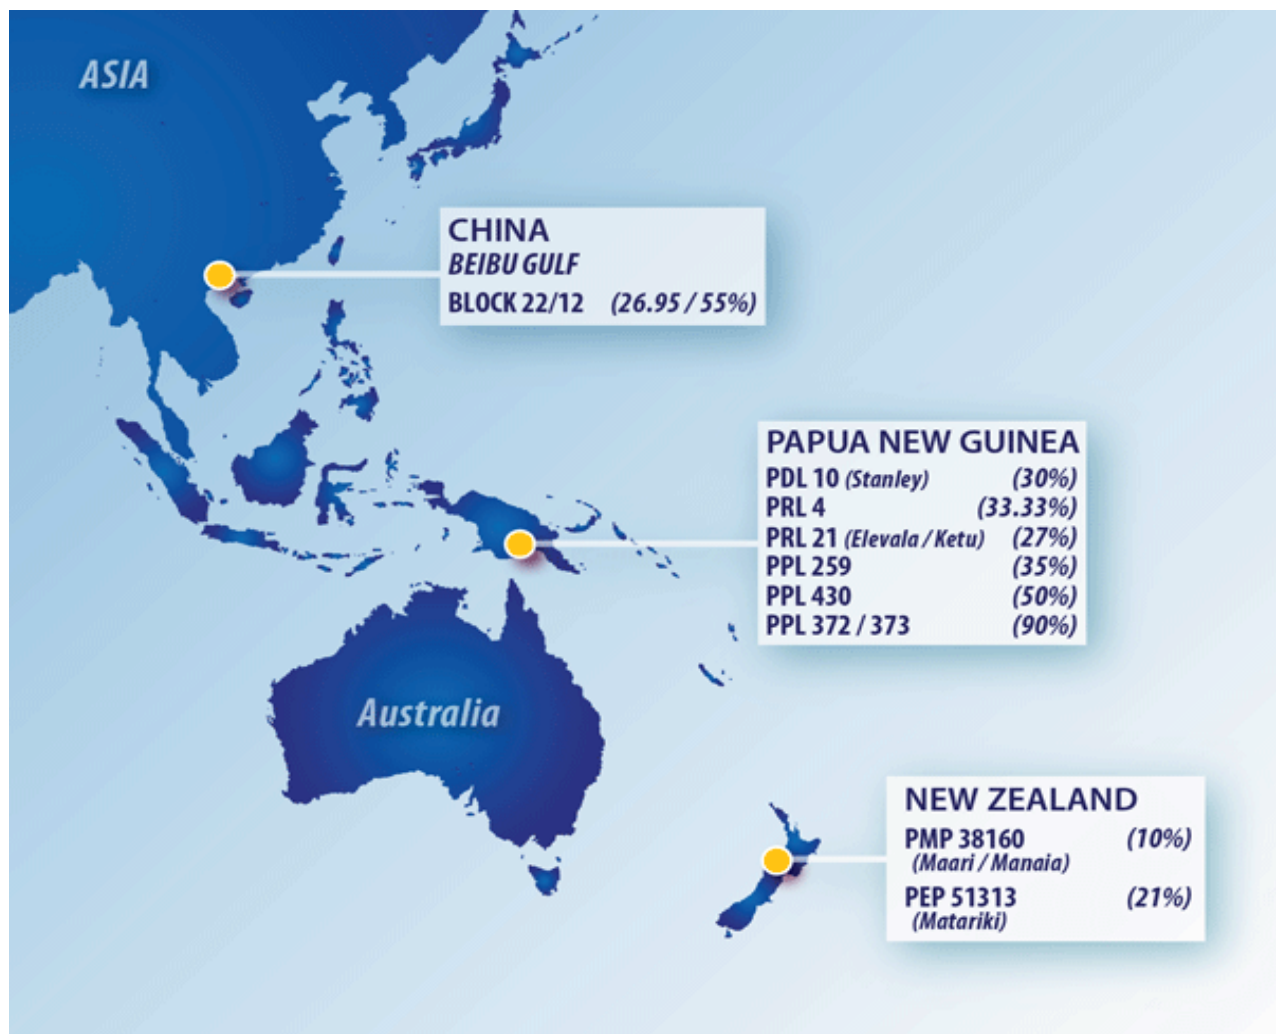 ASIA
CHINA
BEIBU GULF
BLOCK 22/12 (26.95 / 55%)
PAPUA NEW GUINEA
PDL 10 (Stanley) (30%)
PRL 4 (33.33%)
PRL 21 (Elevala / Ketu) (27%)
PPL 259 (35%)
PPL 430 (50%)
PPL 372 / 373 (90%)
Australia
NEW ZEALAND
PMP 38160 (10%)
(Maari / Manaia)
PEP 51313 (21%)
(Matariki)